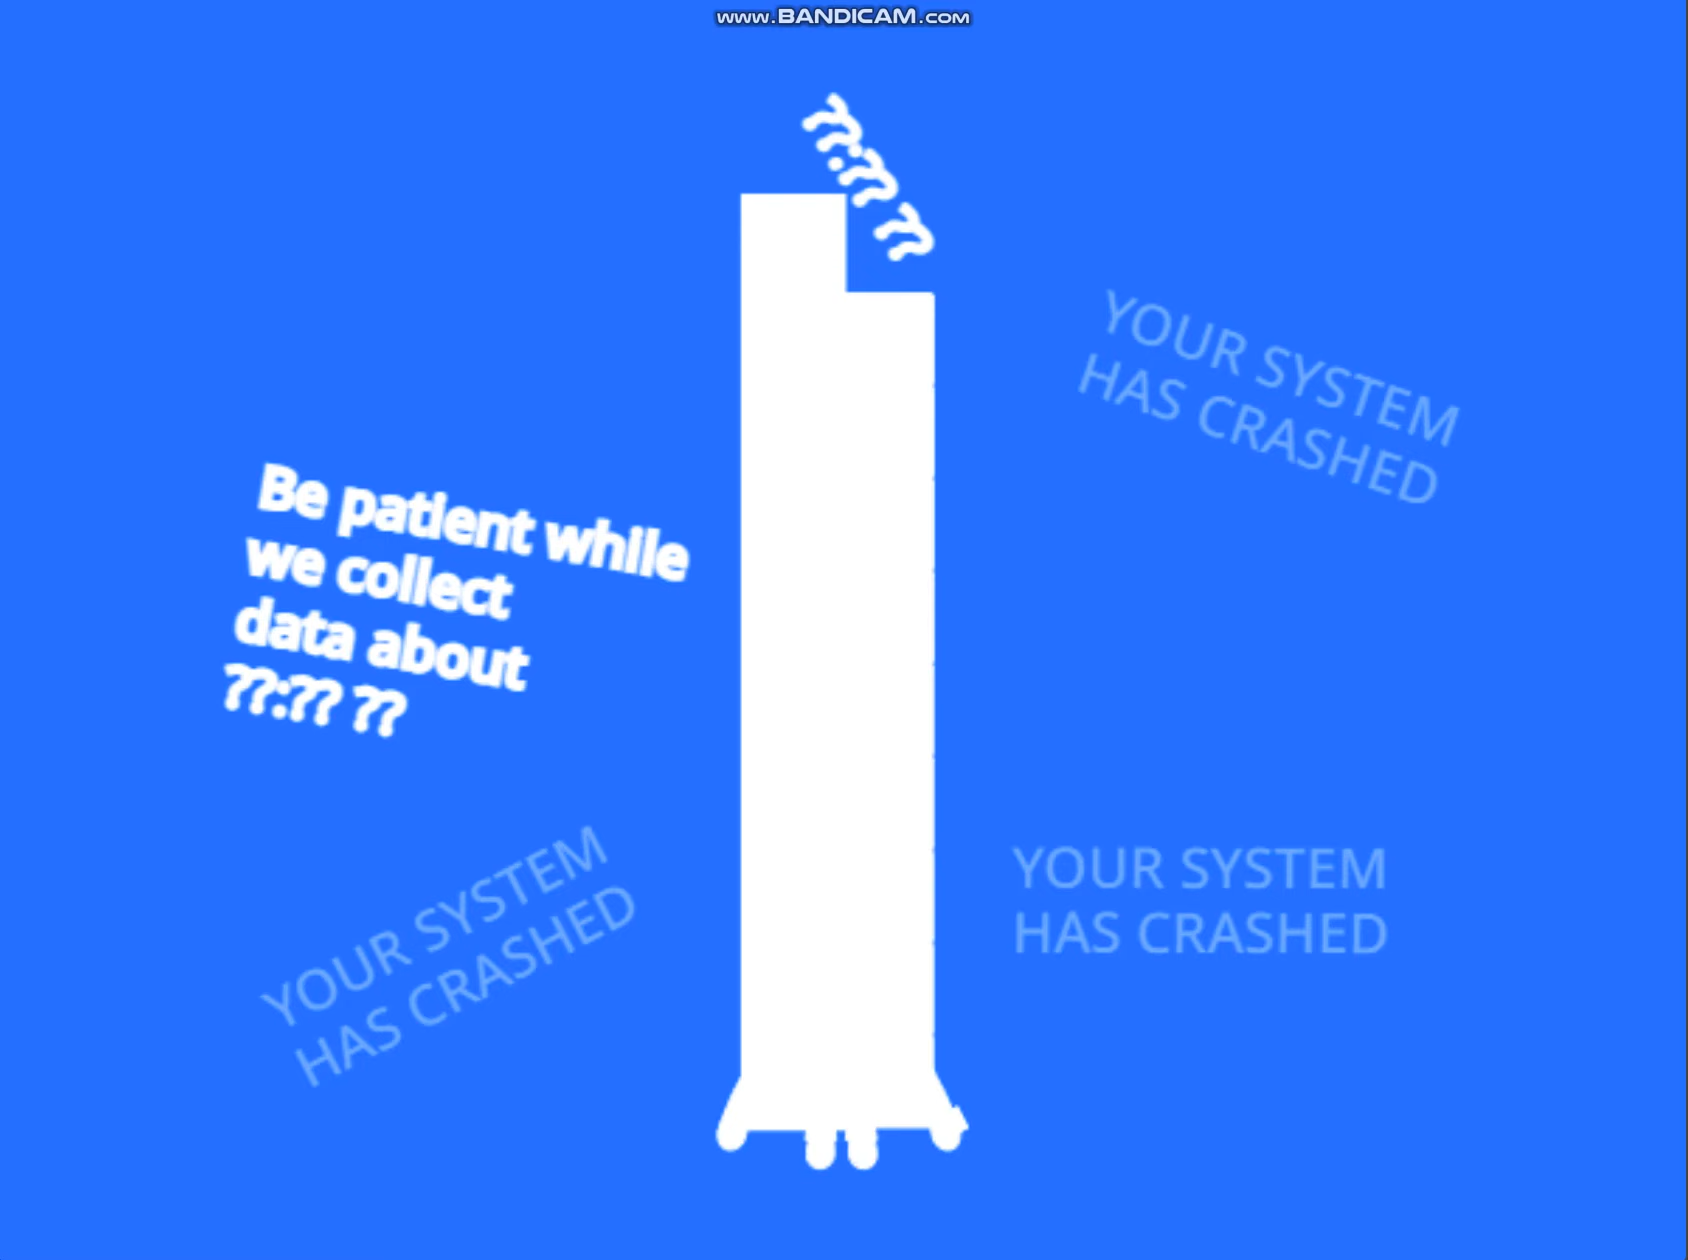 www.BANDICAM.com
??:?? ??
YOUR SYSTEM
HAS CRASHED
Be patient while
we collect
data about
??:?? ??
YOUR SYSTEM
HAS CRASHED
YOUR SYSTEM
HAS CRASHED